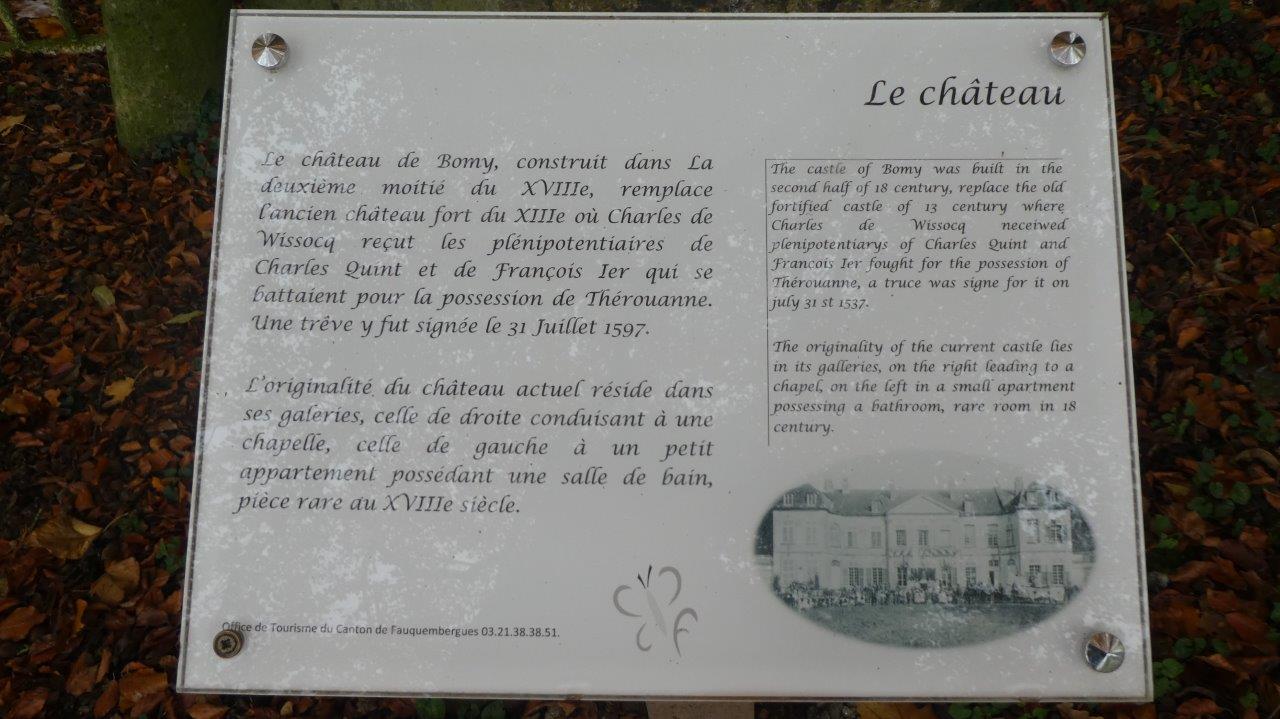 Le château
Le château de Bomy, construit dans La
deuxième moitié du XVIIIe, remplace
l'ancien château fort du XIIIe où Charles de
Wissocq reçut les plénipotentiaires de
Charles Quint et de François Ier qui se
battaient pour la possession de Thérouanne.
Une trêve y fut signée le 31 Juillet 1597.
L'originalité du château actuel réside dans
ses galeries, celle de droite conduisant à une
chapelle, celle de gauche à un petit
appartement possédant une salle de bain,
pièce rare au XVIIIe siècle.
The castle of Bomy was built in the
second half of 18 century, replace the old
fortified castle of 13 century where
Charles de Wissocq neceiwed
plenipotentiarys of Charles Quint and
Francois Ier fought for the possession of
Thérouanne, a truce was signe for it on
july 31 st 1537.
The originality of the current castle lies
in its galleries, on the right leading to a
chapel, on the left in a small apartment
possessing a bathroom, rare room in 18
century.
Office de Tourisme du Canton de Fauquembergues 03.21.38.38.51.